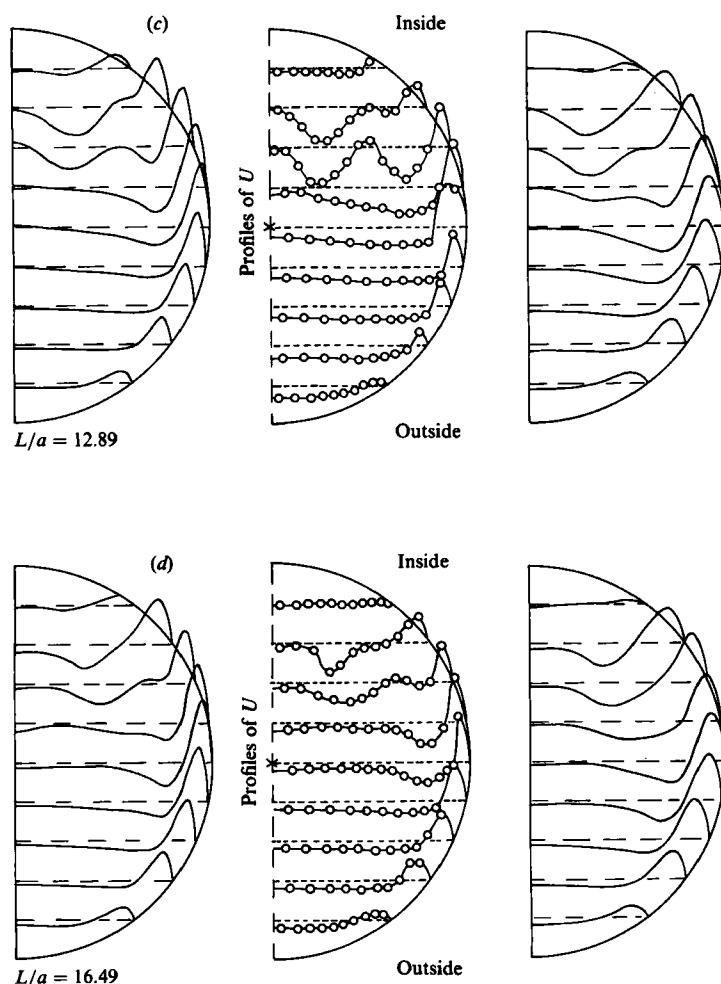 (c)
Inside
Profiles of U
Outside
L/a = 12.89
(d)
Inside
Profiles of U
Outside
L/a = 16.49